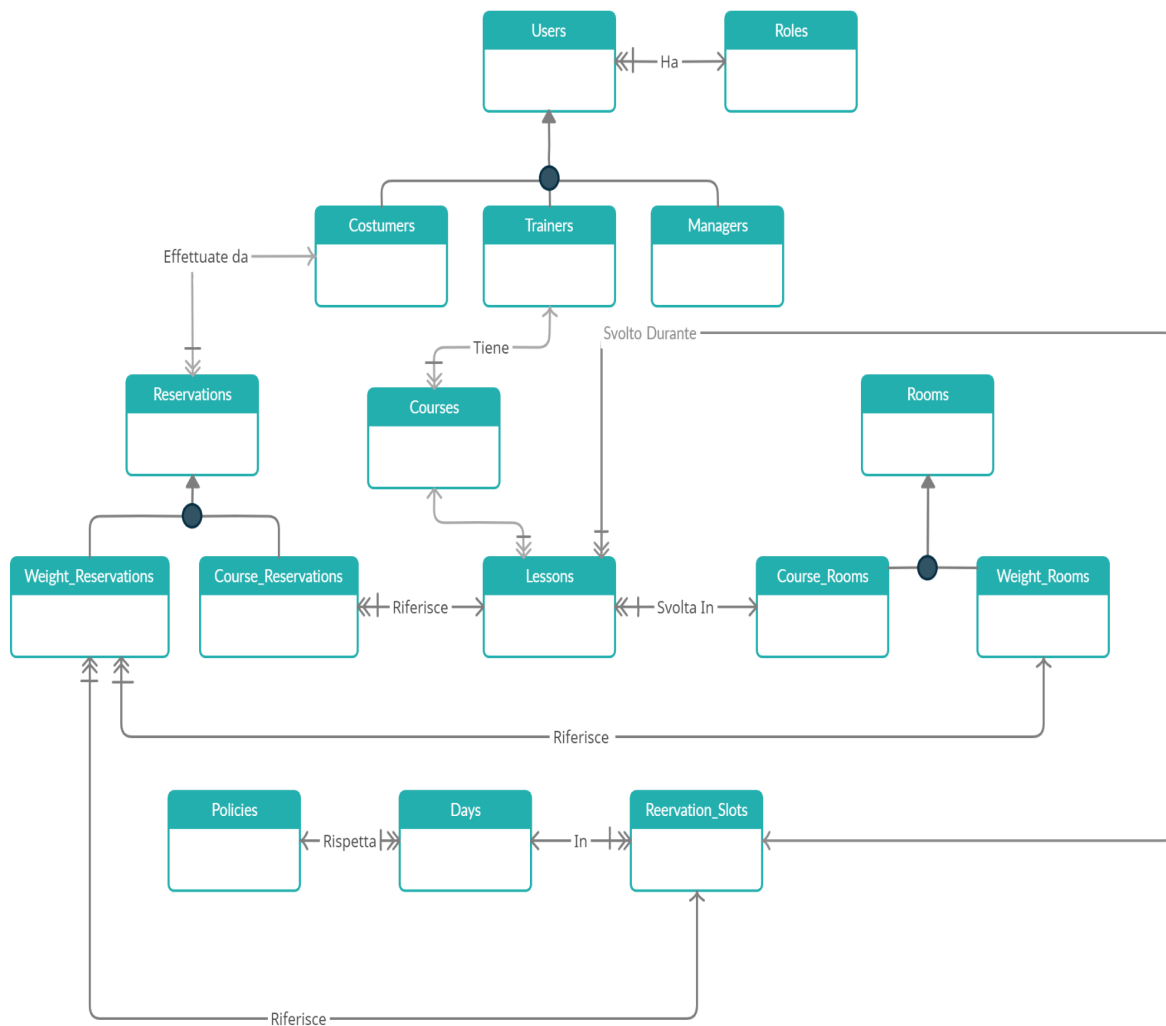 Users
Roles
Ha
Costumers
Trainers
Managers
Effettuate da
Svolto Durante
Tiene
Reservations
Courses
Rooms
Weight_Reservations
Course_Reservations
Lessons
Course_Rooms
Weight_Rooms
Riferisce
Svolta In
Riferisce
Policies
Days
Reervation_Slots
Rispetta
In
Riferisce